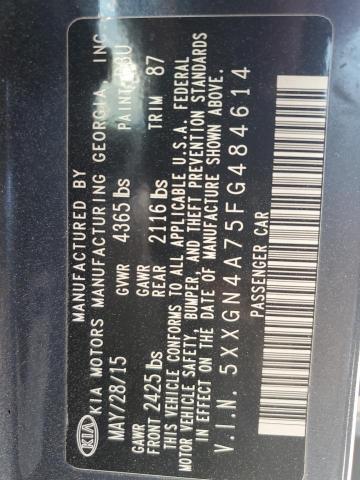 KIA
MANUFACTURED BY
KIA MOTORS MANUFACTURING GEORGIA, INC.
MAY/28/15 GVWR 4365 lbs PAINT
GAWR FRONT 2425 lbs GAWR REAR 2116 lbs TRIM 87
THIS VEHICLE CONFORMS TO ALL APPLICABLE U.S.A. FEDERAL
MOTOR VEHICLE SAFETY, BUMPER, AND THEFT PREVENTION STANDARDS
IN EFFECT ON THE DATE OF MANUFACTURE SHOWN ABOVE.
V.I.N. 5XXGN4A75FG484614
PASSENGER CAR